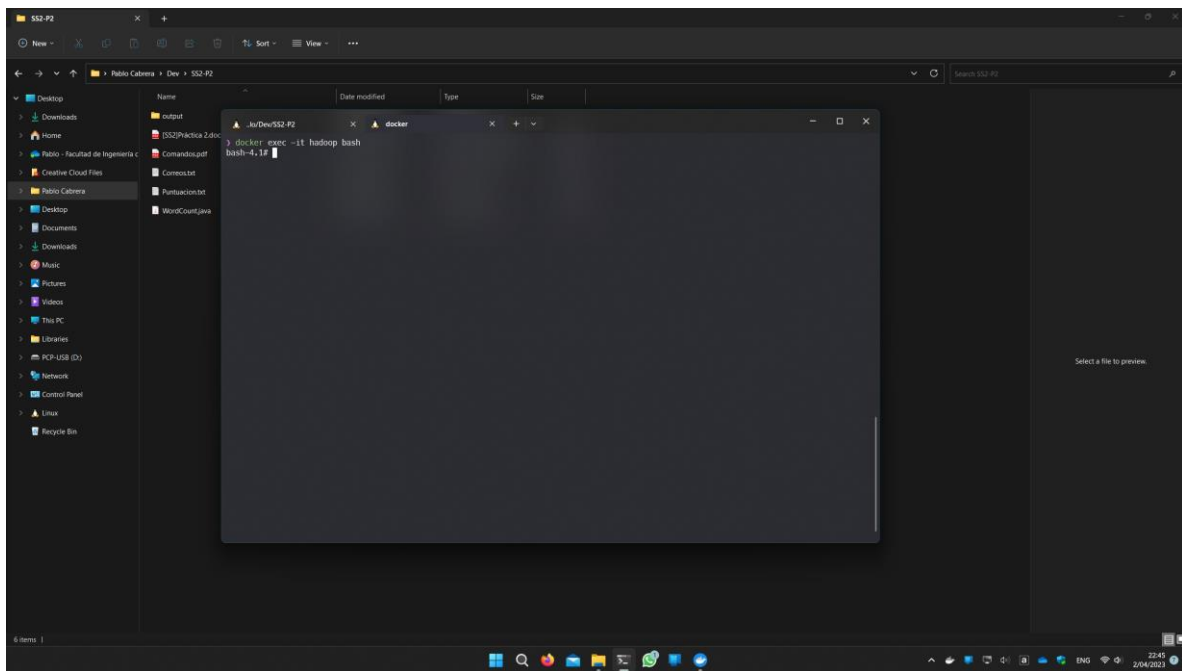 SS2-P2
New
Sort
View
Pablo Cabrera > Dev > SS2-P2
Search SS2-P2
Name
Date modified
Type
Size
Desktop
Downloads
Home
Pablo - Facultad de Ingeniería c
Creative Cloud Files
Pablo Cabrera
Desktop
Documents
Downloads
Music
Pictures
Videos
This PC
Libraries
PCP-USB (D:)
Network
Control Panel
Linux
Recycle Bin
output
[SS2]Práctica 2.doc
Comandos.pdf
Correos.txt
Puntuacion.txt
WordCount.java
../o/Dev/SS2-P2
docker
❯ docker exec -it hadoop bash
bash-4.1#
Select a file to preview.
6 items
ENG
22:45
2/04/2023